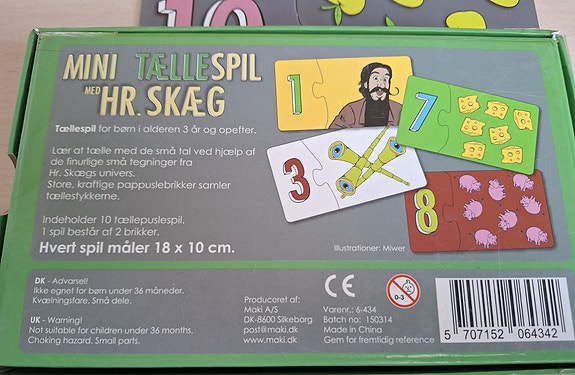 10
MINI TÆLLESPIL
MED HR. SKÆG
Tællespil for børn i alderen 3 år og opefter.
Lær at tælle med de små tal ved hjælp af
de finurlige små tegninger fra
Hr. Skægs univers.
Store, kraftige pappuslebrikker samler
tællestykkerne.
Indeholder 10 tællepuslespil.
1 spil består af 2 brikker.
Hvert spil måler 18 x 10 cm.
1
7
3
8
Illustrationer: Miwer
DK - Advarsel!
Ikke egnet for børn under 36 måneder.
Kvælningsfare. Små dele.
UK - Warning!
Not suitable for children under 36 months.
Choking hazard. Small parts.
Produceret af:
Maki A/S
DK-8600 Silkeborg
post@maki.dk
www.maki.dk
CE
0-3
Varenr.: 6-434
Batch no: 150314
Made in China
Gem for fremtidig reference
5 707152 064342